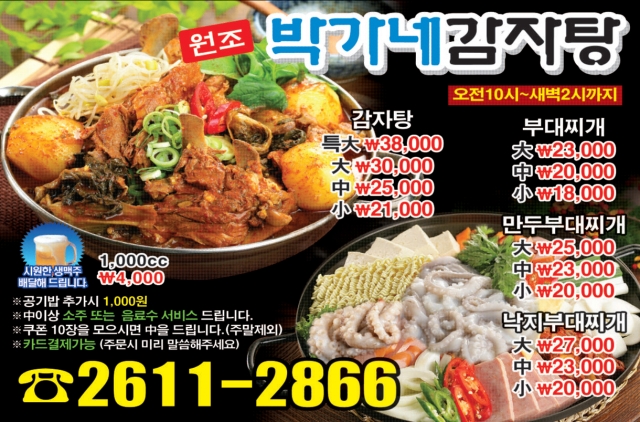 원조 박가네감자탕
오전10시~새벽2시까지
감자탕
특대 ₩38,000
大 ₩30,000
中 ₩25,000
小 ₩21,000
부대찌개
大 ₩23,000
中 ₩20,000
小 ₩18,000
만두부대찌개
大 ₩25,000
中 ₩23,000
小 ₩20,000
낙지부대찌개
大 ₩27,000
中 ₩23,000
小 ₩20,000
시원한 생맥주
배달해 드립니다.
1,000cc
₩4,000
※공기밥 추가시 1,000원
※中이상 소주 또는 음료수 서비스 드립니다.
※쿠폰 10장을 모으시면 中을 드립니다.(주말제외)
※카드결제가능 (주문시 미리 말씀해주세요)
☎2611-2866